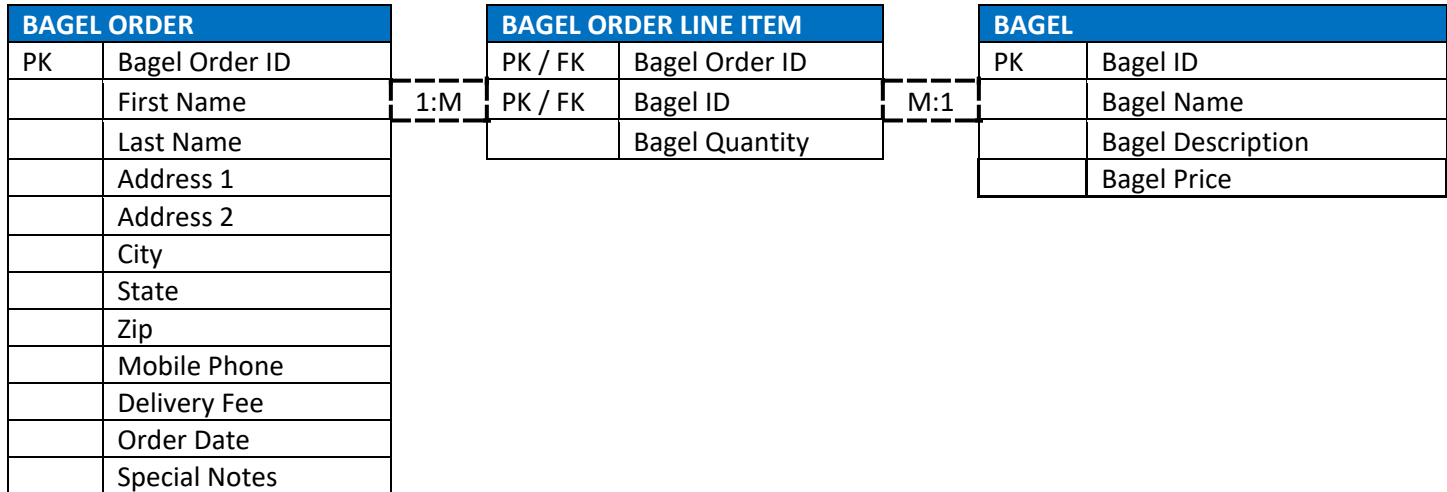 BAGEL ORDER BAGEL ORDER LINE ITEM BAGEL
PK Bagel Order ID PK / FK Bagel Order ID PK Bagel ID
First Name 1:M PK / FK Bagel ID M:1 Bagel Name
Last Name Bagel Quantity Bagel Description
Address 1 Bagel Price
Address 2
City
State
Zip
Mobile Phone
Delivery Fee
Order Date
Special Notes